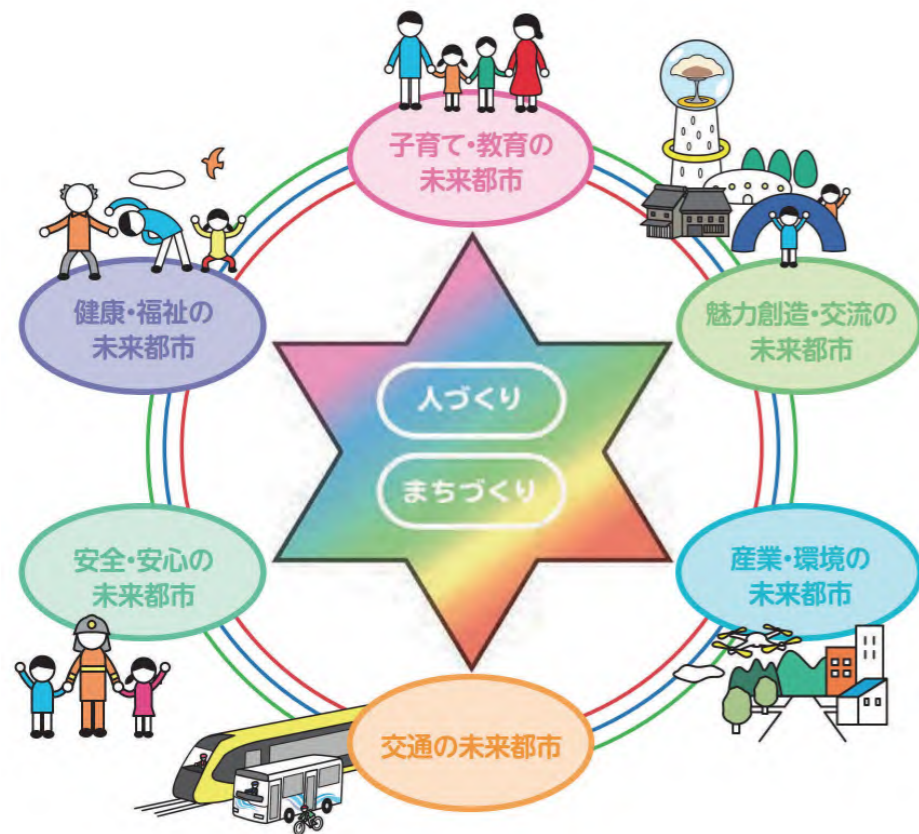 子育て・教育の
未来都市
健康・福祉の
未来都市
魅力創造・交流の
未来都市
人づくり
まちづくり
安全・安心の
未来都市
産業・環境の
未来都市
交通の未来都市